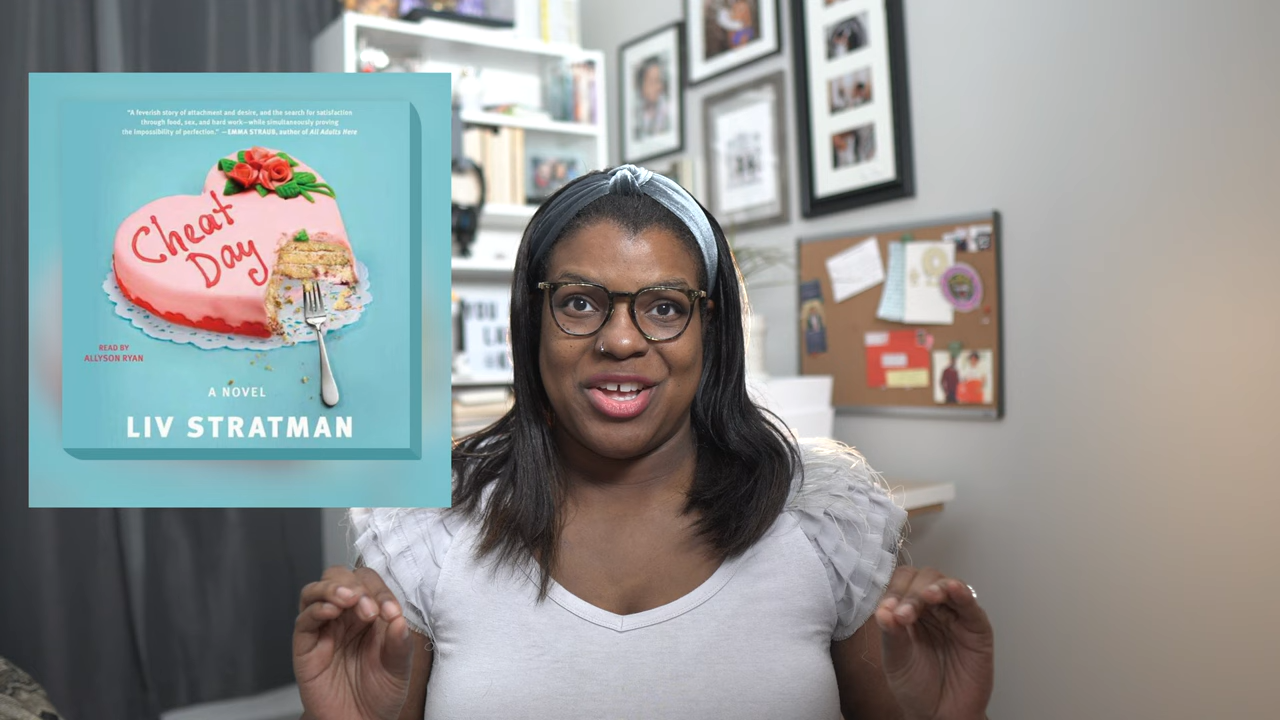 "A feverish story of attachment and desire, and the search for satisfaction
through food, sex, and hard work—while simultaneously proving
the impossibility of perfection." —EMMA STRAUB, author of All Adults Here
Cheat
Day
READ BY
ALLYSON RYAN
A NOVEL
LIV STRATMAN
YOU